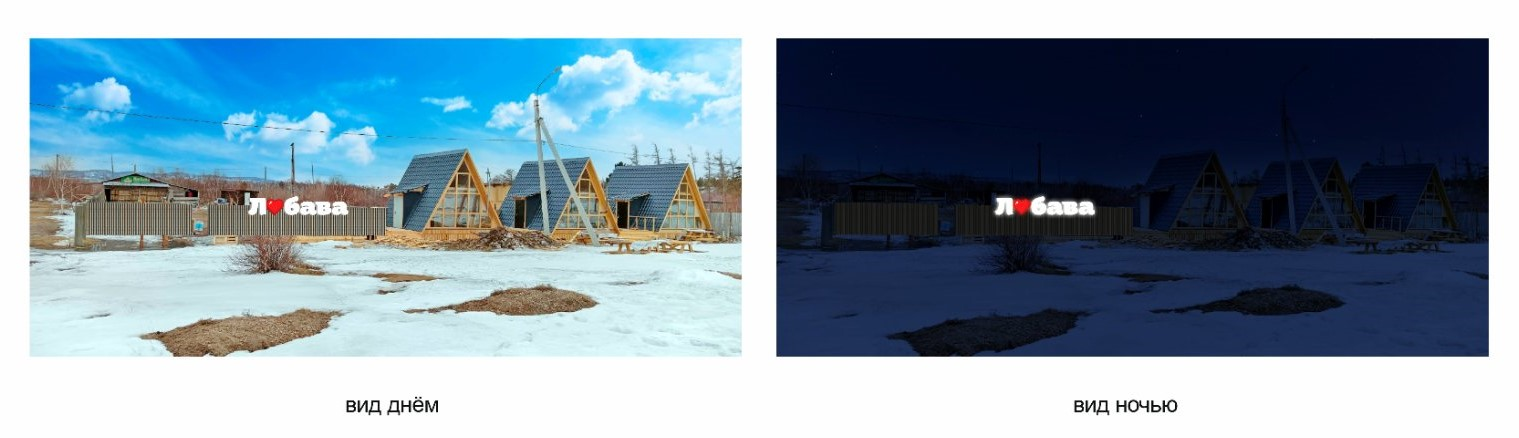 Л❤бава
Л❤бава
вид днём
вид ночью